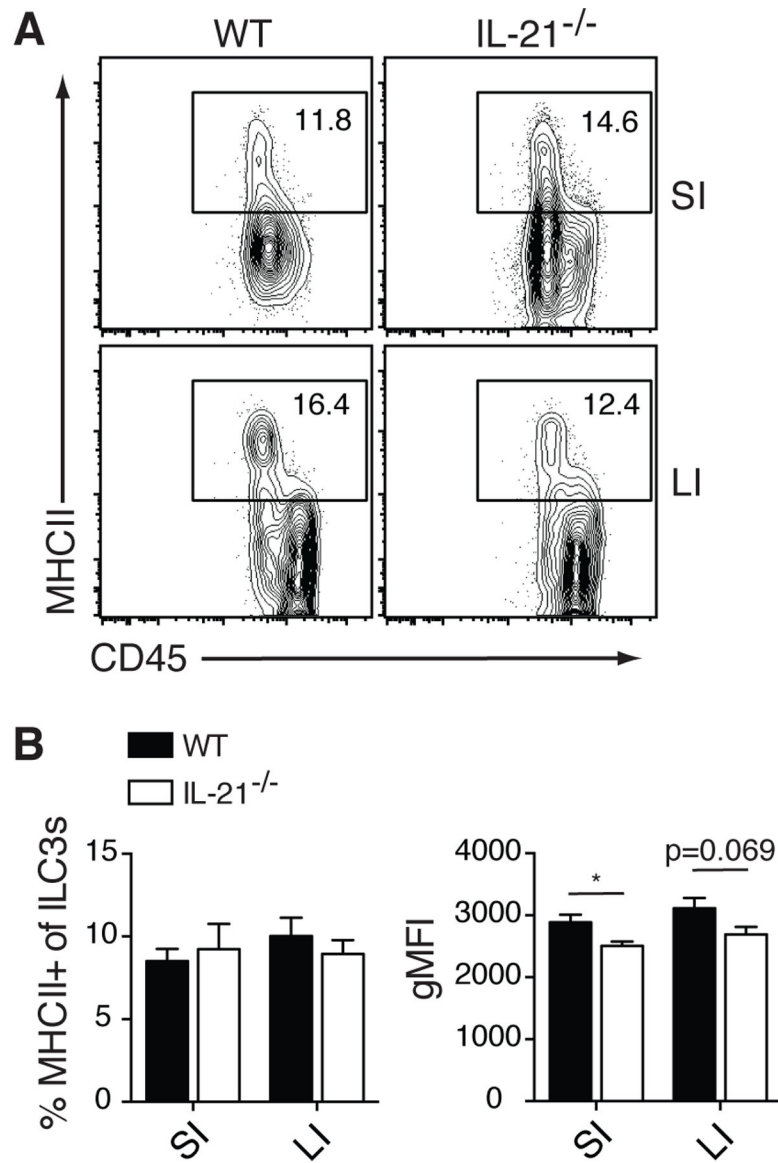 A
WT
IL-21-/-
11.8
14.6
SI
16.4
12.4
LI
MHCII
CD45
B
WT
IL-21-/-
% MHCII+ of ILC3s
15
10
5
0
SI
LI
gMFI
4000
3000
2000
1000
0
*
p=0.069
SI
LI